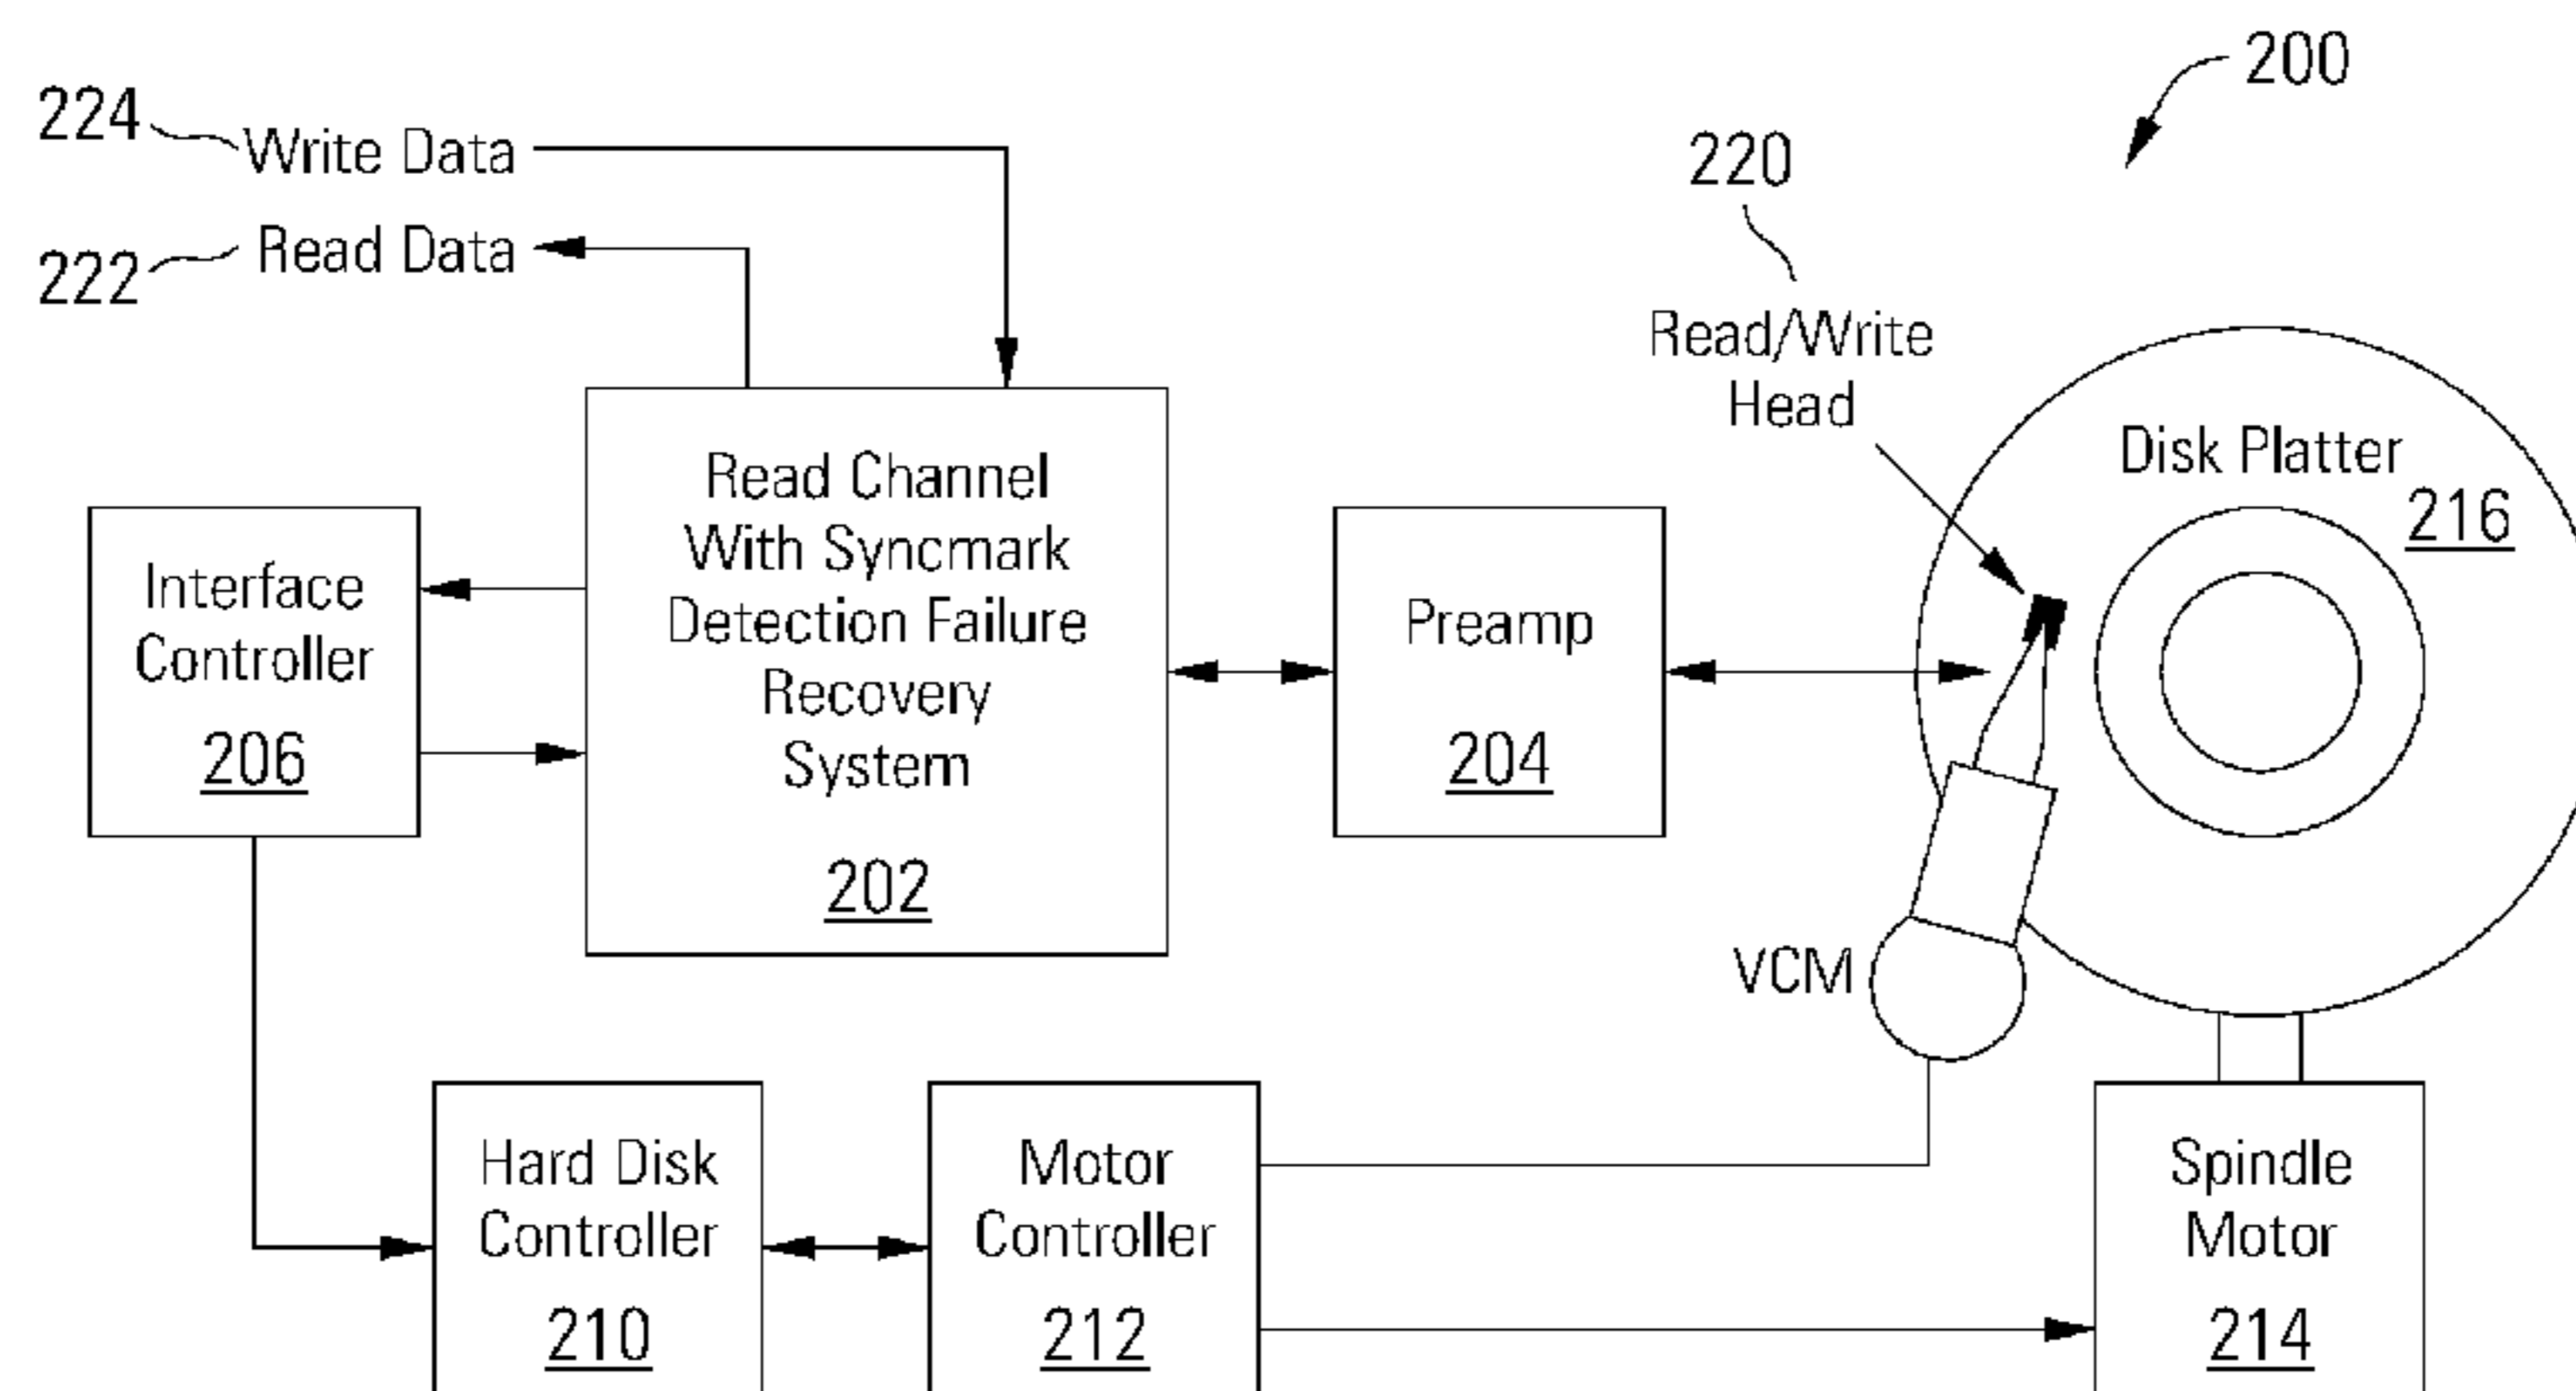 200
224
Write Data
220
Read Data
222
Read/Write
Head
Disk Platter
216
Read Channel
With Syncmark
Detection Failure
Recovery
System
202
Interface
Controller
206
Preamp
204
VCM
Hard Disk
Controller
210
Motor
Controller
212
Spindle
Motor
214